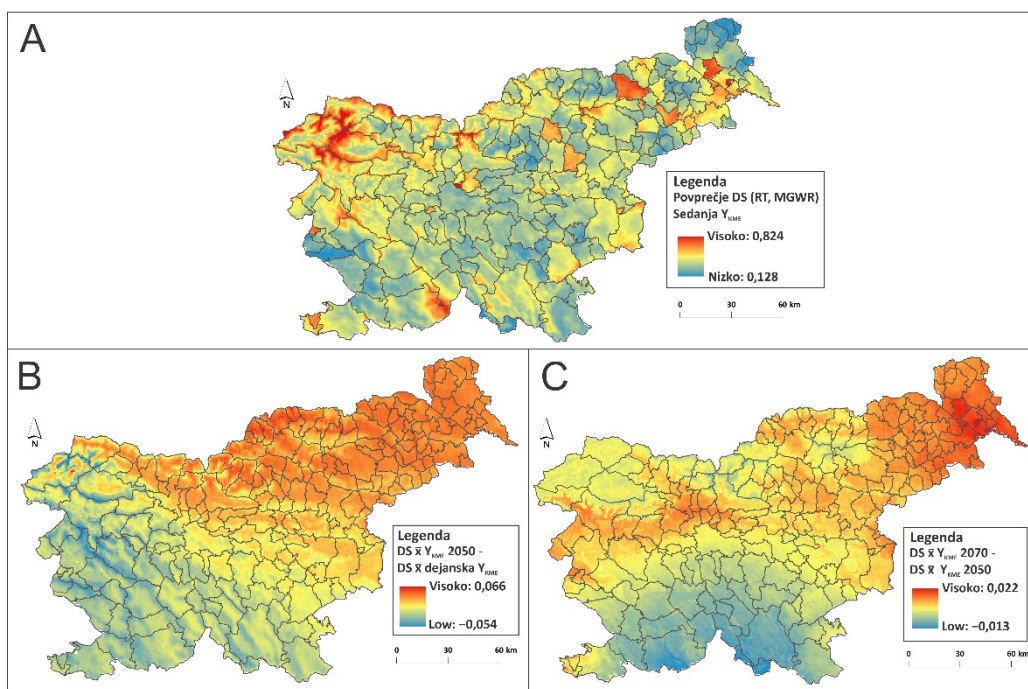 A
N
Legenda
Povprečje DS (RT, MGWR)
Sedanja Y KME
Visoko: 0,824
Nizko: 0,128
0 30 60 km
B
N
Legenda
DS x̄ Y KME 2050 -
DS x̄ dejanska Y KME
Visoko: 0,066
Low: −0,054
0 30 60 km
C
N
Legenda
DS x̄ Y KME 2070 -
DS x̄ Y KME 2050
Visoko: 0,022
Low: −0,013
0 30 60 km